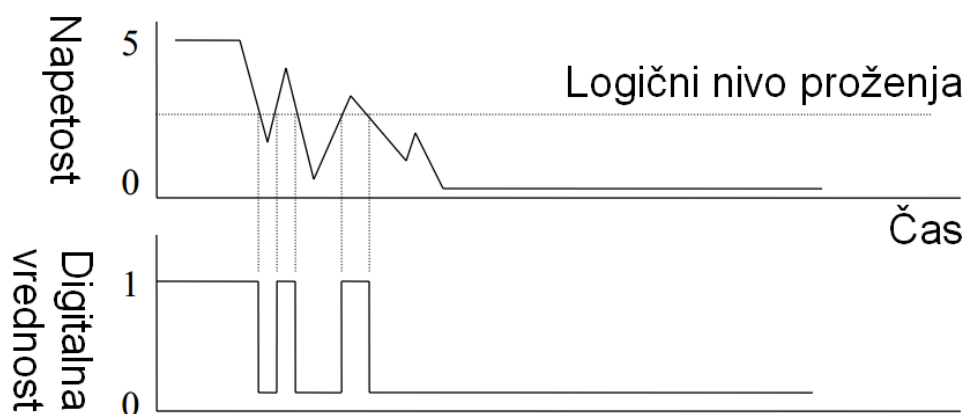 Napetost
5
0
Logični nivo proženja
Čas
Digitalna
vrednost
1
0